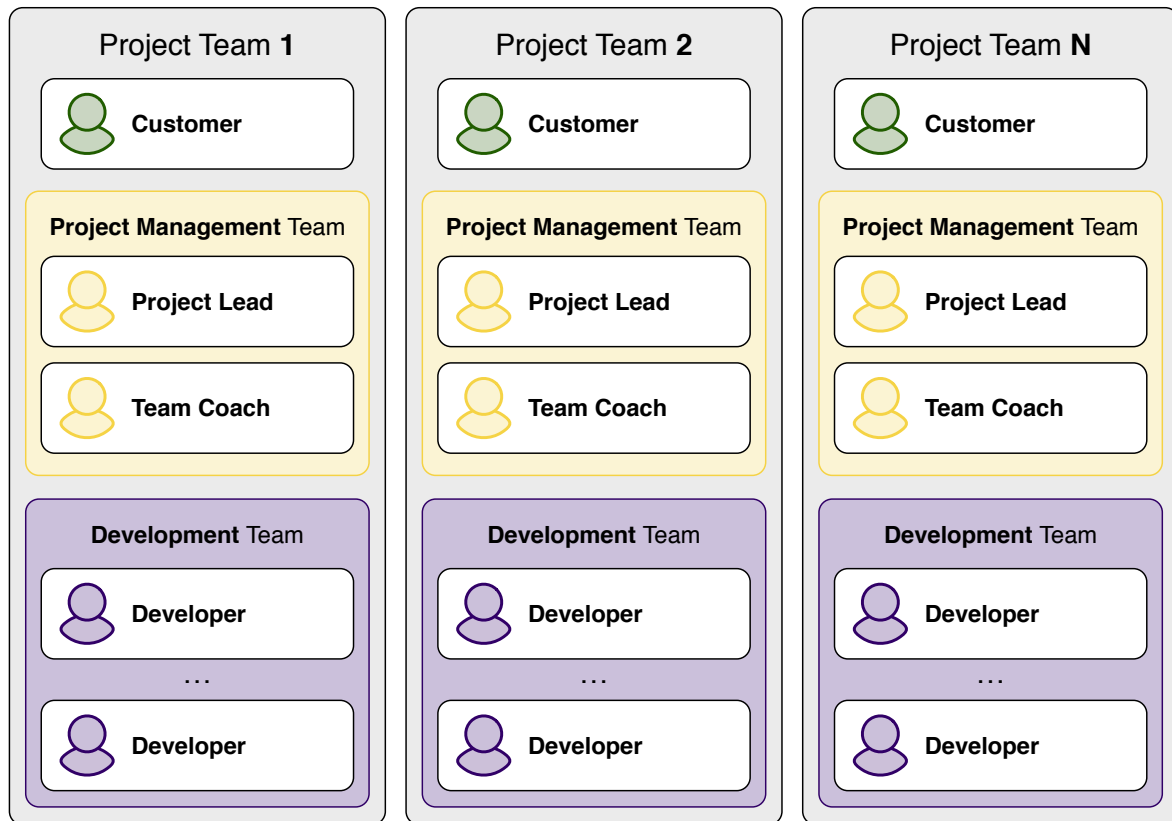 Project Team 1
Customer
Project Management Team
Project Lead
Team Coach
Development Team
Developer
...
Developer
Project Team 2
Customer
Project Management Team
Project Lead
Team Coach
Development Team
Developer
...
Developer
Project Team N
Customer
Project Management Team
Project Lead
Team Coach
Development Team
Developer
...
Developer